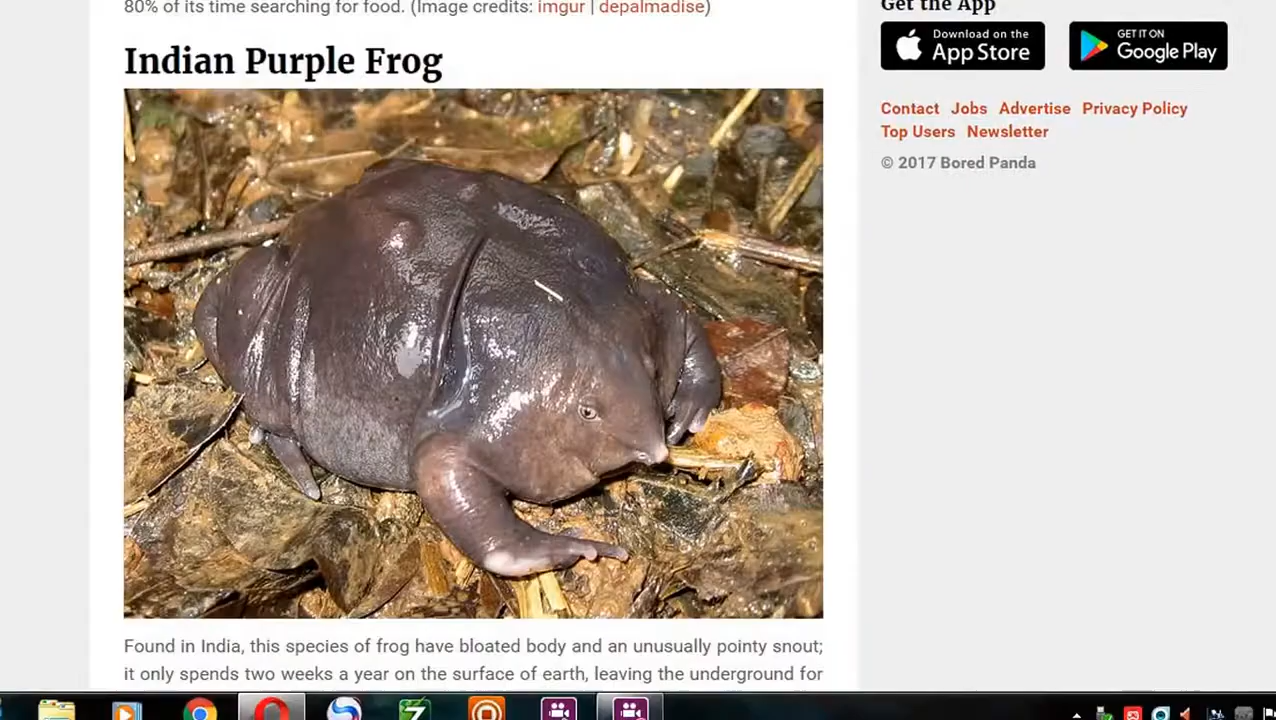 80% of its time searching for food. (Image credits: imgur | depalmadise)
Indian Purple Frog
Found in India, this species of frog have bloated body and an unusually pointy snout;
it only spends two weeks a year on the surface of earth, leaving the underground for
Get the App
Download on the
App Store
GET IT ON
Google Play
Contact Jobs Advertise Privacy Policy
Top Users Newsletter
© 2017 Bored Panda